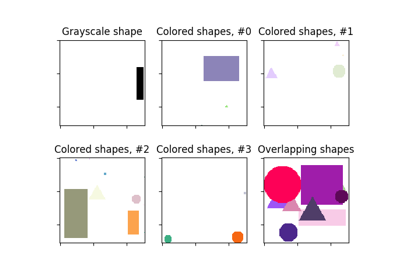 Grayscale shape
Colored shapes, #0
Colored shapes, #1
Colored shapes, #2
Colored shapes, #3
Overlapping shapes